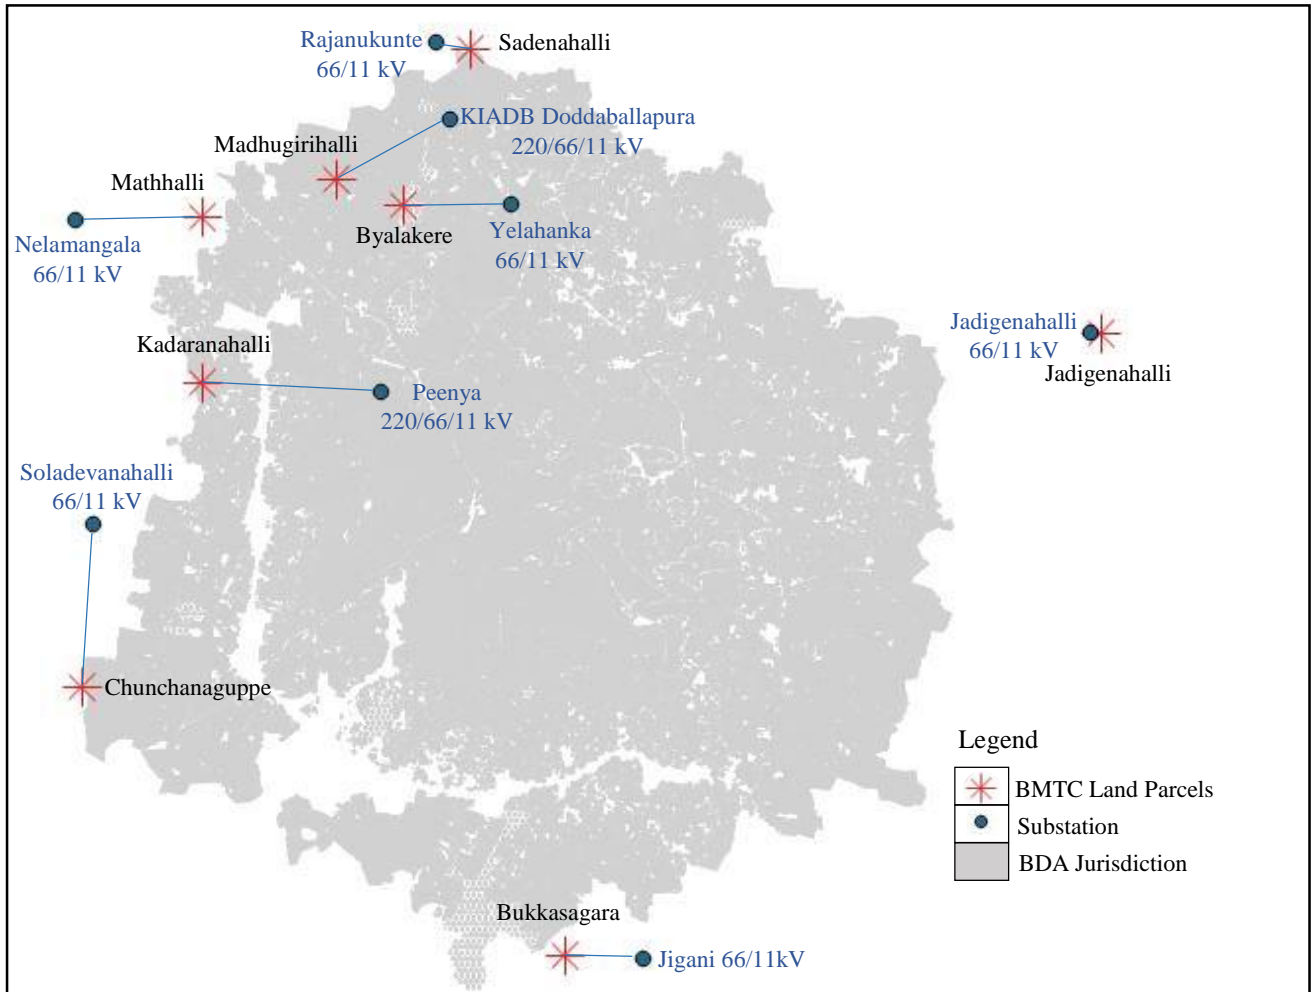 Rajanukunte
66/11 kV
Sadenahalli
KIADB Doddaballapura
220/66/11 kV
Madhugirihalli
Mathhalli
Nelamangala
66/11 kV
Byalakere
Yelahanka
66/11 kV
Jadigenahalli
66/11 kV
Jadigenahalli
Kadaranahalli
Peenya
220/66/11 kV
Soladevanahalli
66/11 kV
Chunchanaguppe
Legend
BMTC Land Parcels
Substation
BDA Jurisdiction
Bukkasagara
Jigani 66/11kV